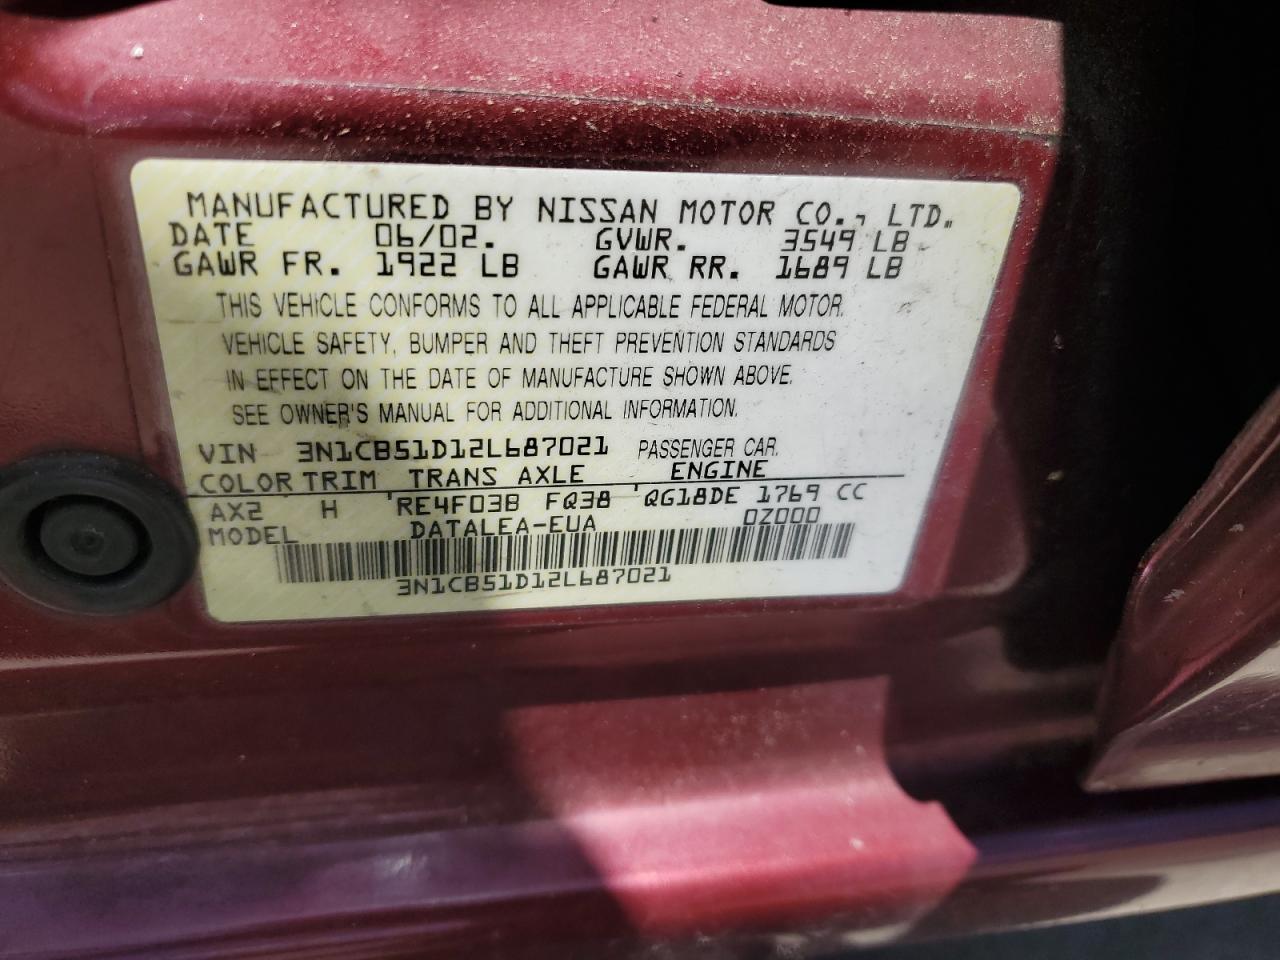 MANUFACTURED BY NISSAN MOTOR CO., LTD.
DATE 06/02. GVWR. 3549 LB
GAWR FR. 1922 LB GAWR RR. 1689 LB
THIS VEHICLE CONFORMS TO ALL APPLICABLE FEDERAL MOTOR.
VEHICLE SAFETY, BUMPER AND THEFT PREVENTION STANDARDS
IN EFFECT ON THE DATE OF MANUFACTURE SHOWN ABOVE.
SEE OWNER'S MANUAL FOR ADDITIONAL INFORMATION.
VIN 3N1CB51D12L687021 PASSENGER CAR.
COLOR TRIM TRANS AXLE ENGINE
AX2 H RE4F03B FQ38 QG18DE 1769 CC
MODEL DATALEA-EUA 0Z000
3N1CB51D12L687021